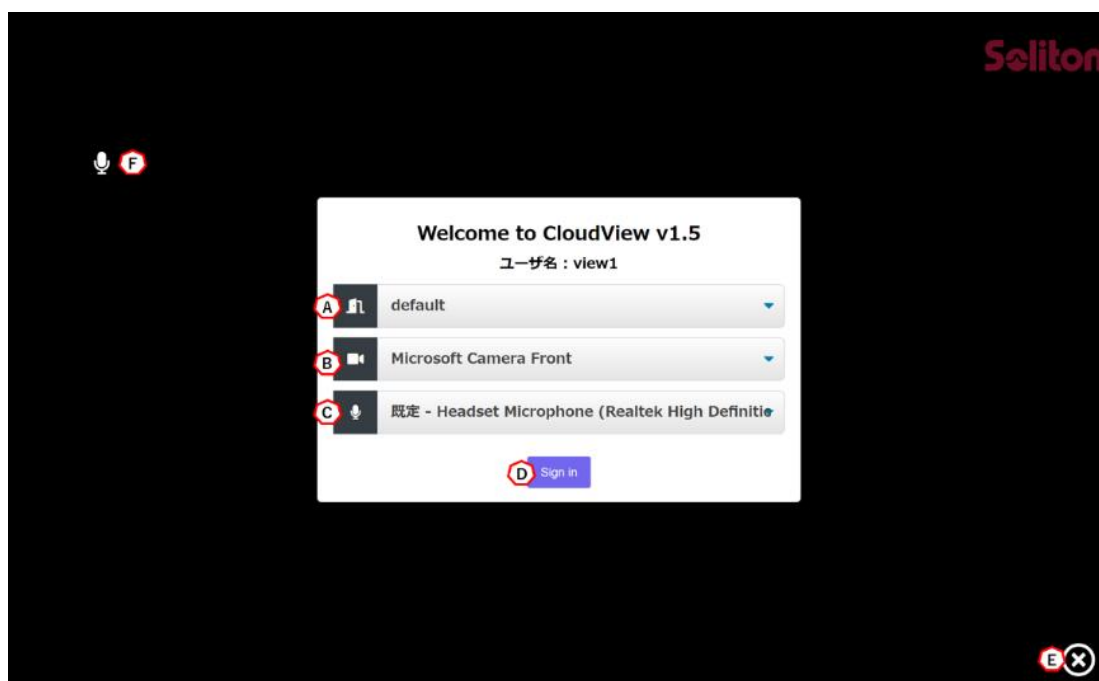 Soliton
F
Welcome to CloudView v1.5
ユーザ名：view1
A default
B Microsoft Camera Front
C 既定 - Headset Microphone (Realtek High Definitio
D Sign in
E